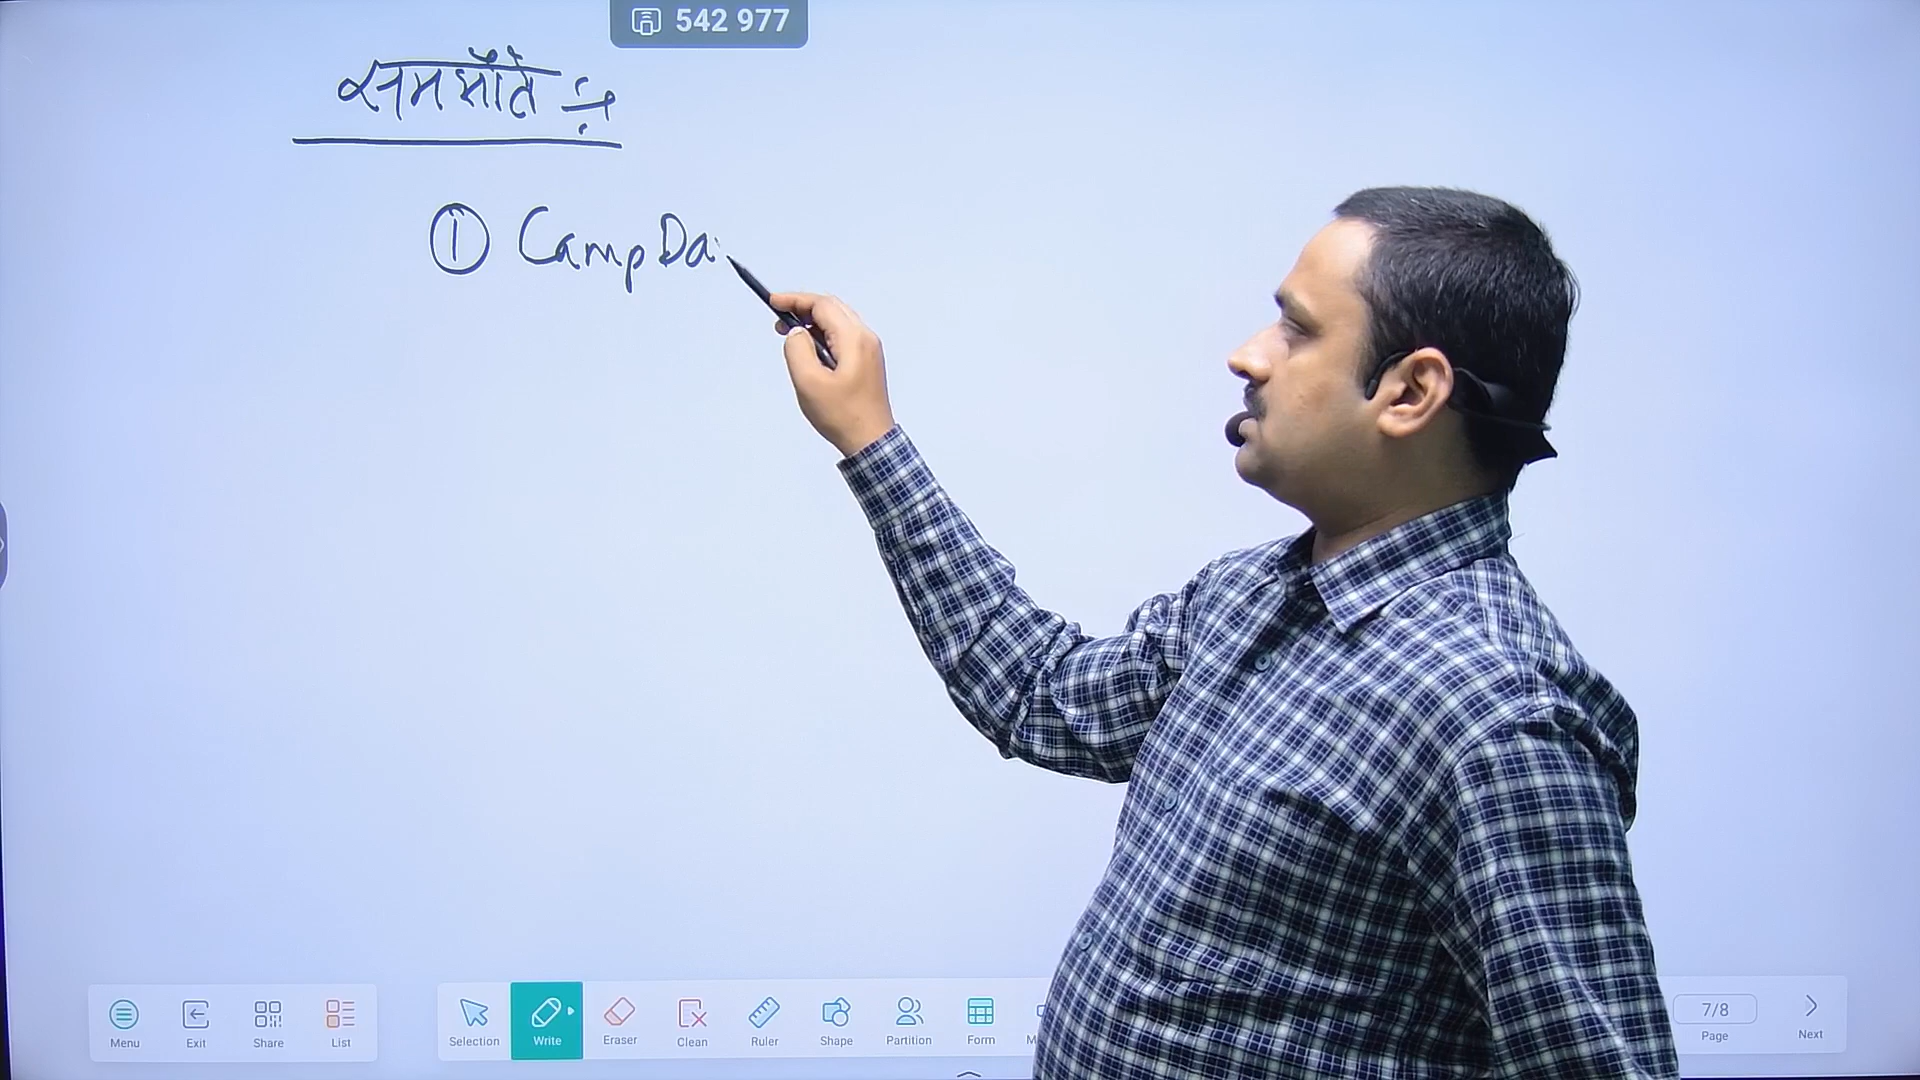 542 977
समझौते :→
① Camp Da
Menu
Exit
Share
List
Selection
Write
Eraser
Clean
Ruler
Shape
Partition
Form
M
7/8
Page
Next